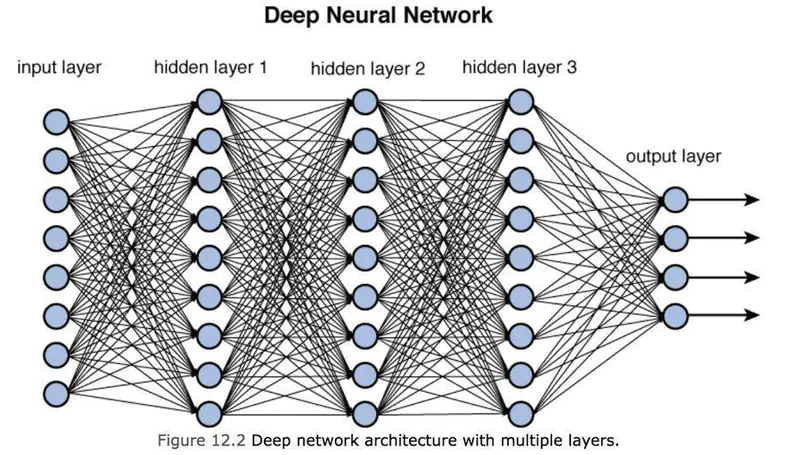 Deep Neural Network
input layer
hidden layer 1
hidden layer 2
hidden layer 3
output layer
Figure 12.2 Deep network architecture with multiple layers.